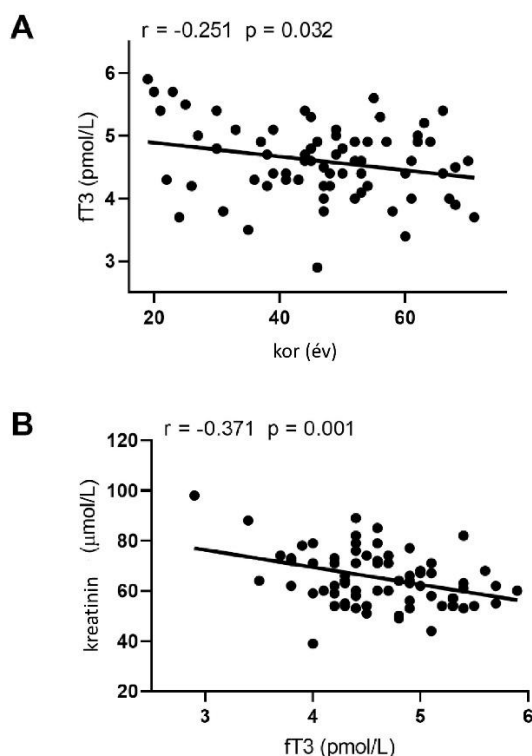 A
r = -0.251 p = 0.032
6
5
4
3
fT3 (pmol/L)
20 40 60
kor (év)
B
r = -0.371 p = 0.001
120
100
80
60
40
20
kreatinin (μmol/L)
3 4 5 6
fT3 (pmol/L)